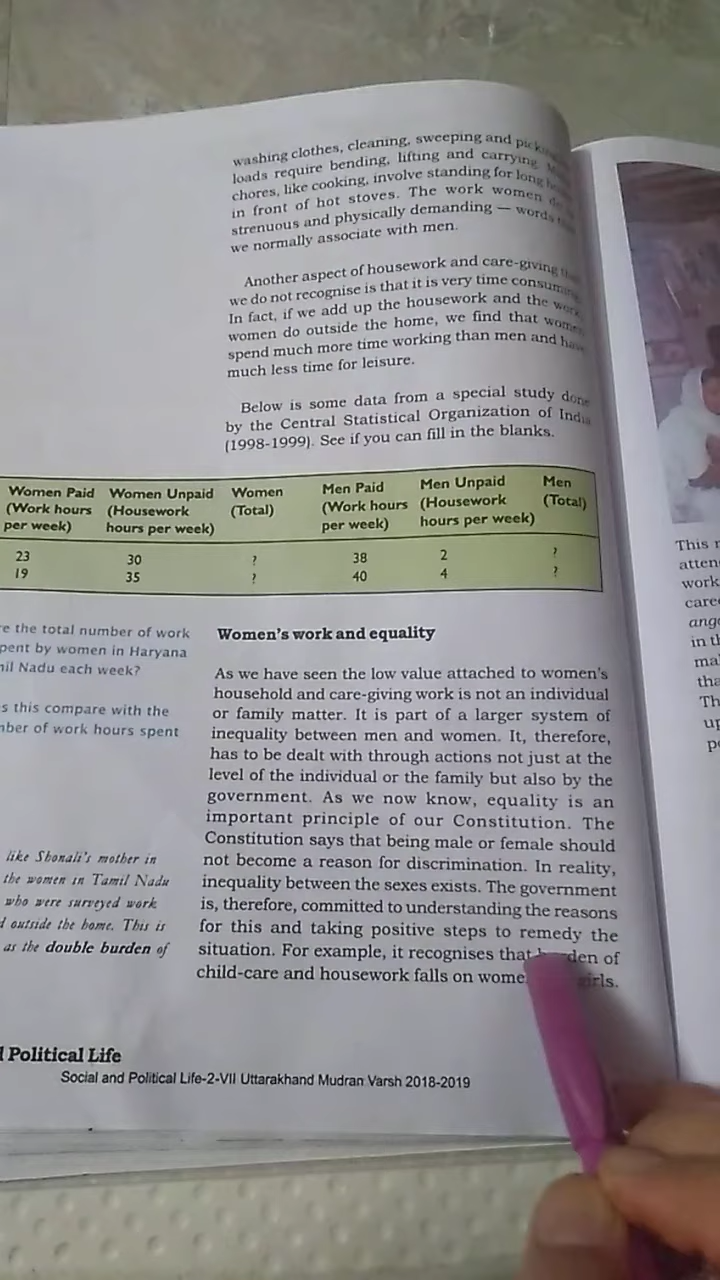 washing clothes, cleaning, sweeping and
loads require bending, lifting and carrying.
chores, like cooking, involve standing for long
in front of hot stoves. The work women
strenuous and physically demanding — words
we normally associate with men.
Another aspect of housework and care-giving
we do not recognise is that it is very time
In fact, if we add up the housework and the
women do outside the home, we find that
spend much more time working than men and
much less time for leisure.
Below is some data from a special study done
by the Central Statistical Organization of India
(1998-1999). See if you can fill in the blanks.
Women Paid Women Unpaid Women Men Paid Men Unpaid Men
(Work hours (Housework (Total) (Work hours (Housework (Total)
per week) hours per week) per week) hours per week)
23 30 ? 38 2 ?
19 35 ? 40 4 ?
the total number of work
by women in Haryana
Nadu each week?
this compare with the
of work hours spent
like Shonali's mother in
the women in Tamil Nadu
who were surveyed work
outside the home. This is
as the double burden of
Women's work and equality
As we have seen the low value attached to women's
household and care-giving work is not an individual
or family matter. It is part of a larger system of
inequality between men and women. It, therefore,
has to be dealt with through actions not just at the
level of the individual or the family but also by the
government. As we now know, equality is an
important principle of our Constitution. The
Constitution says that being male or female should
not become a reason for discrimination. In reality,
inequality between the sexes exists. The government
is, therefore, committed to understanding the reasons
for this and taking positive steps to remedy the
situation. For example, it recognises that of
child-care and housework falls on
Political Life
Social and Political Life-2-VII Uttarakhand Mudran Varsh 2018-2019
This
work
in